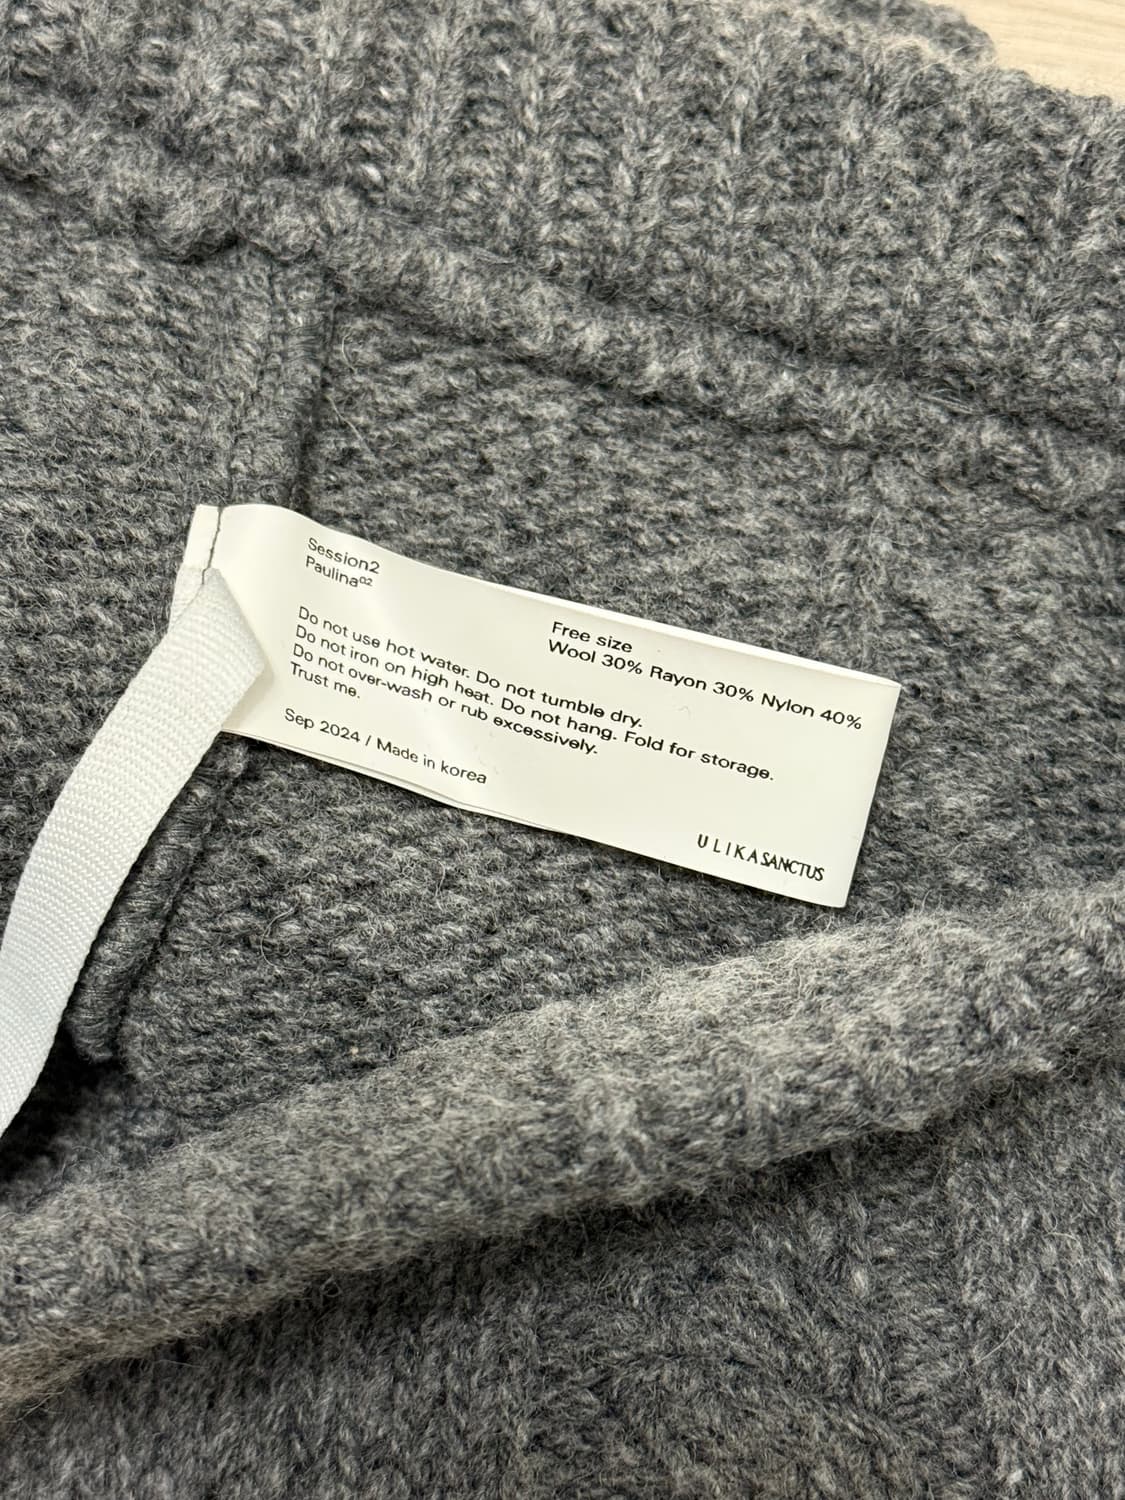 Session2
Paulina02
Free size
Wool 30% Rayon 30% Nylon 40%
Do not use hot water. Do not tumble dry.
Do not iron on high heat. Do not hang. Fold for storage.
Do not over-wash or rub excessively.
Trust me.
Sep 2024 / Made in korea
ULIKASANCTUS